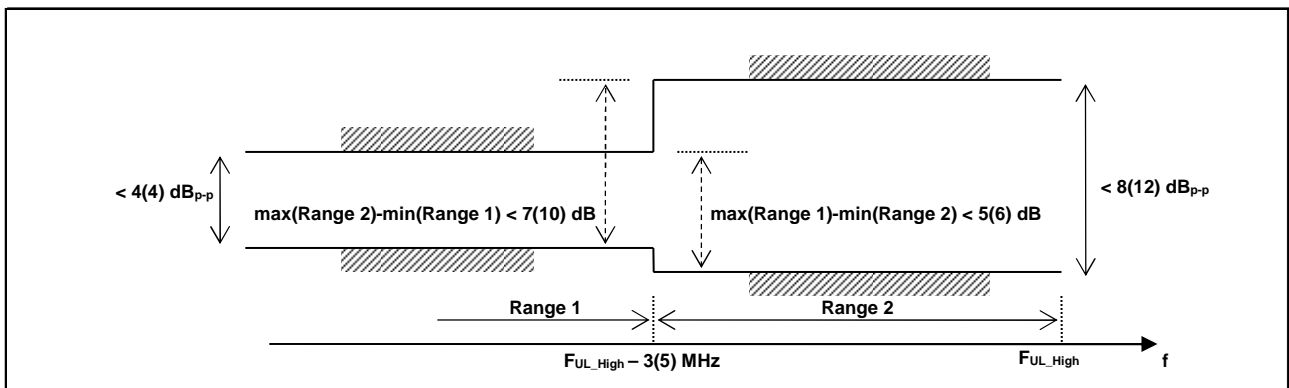 < 4(4) dBp-p
max(Range 2)-min(Range 1) < 7(10) dB
max(Range 1)-min(Range 2) < 5(6) dB
< 8(12) dBp-p
Range 1
Range 2
FUL_High – 3(5) MHz
FUL_High
f